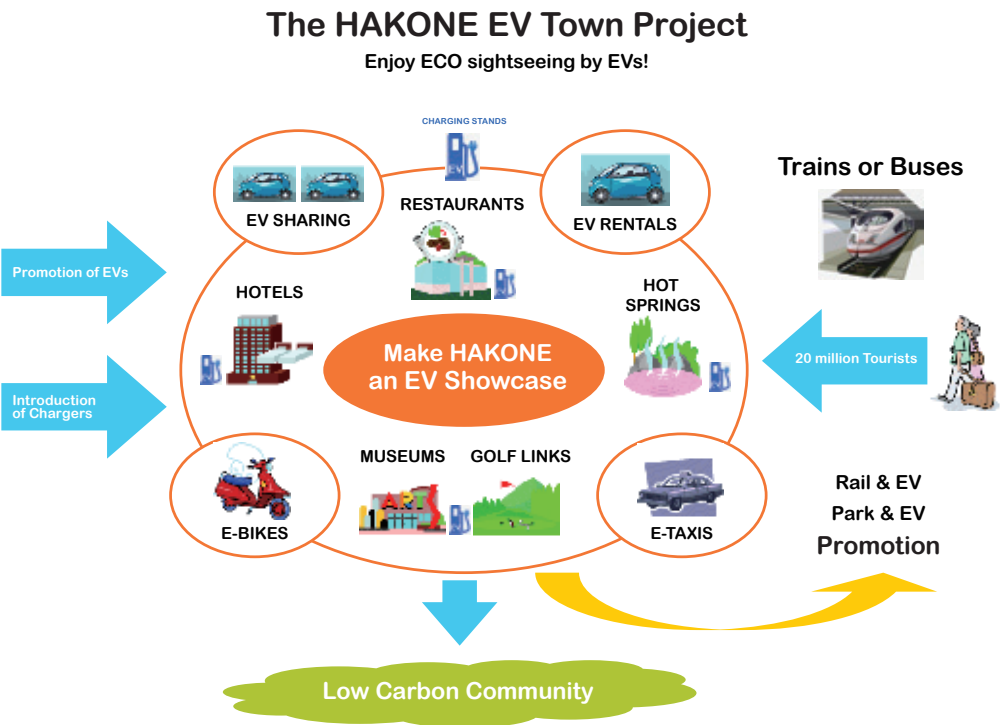 The HAKONE EV Town Project
Enjoy ECO sightseeing by EVs!
CHARGING STANDS
EV SHARING
RESTAURANTS
EV RENTALS
Trains or Buses
Promotion of EVs
HOTELS
HOT
SPRINGS
Make HAKONE
an EV Showcase
20 million Tourists
Introduction
of Chargers
MUSEUMS
GOLF LINKS
ART
E-BIKES
E-TAXIS
Rail & EV
Park & EV
Promotion
Low Carbon Community